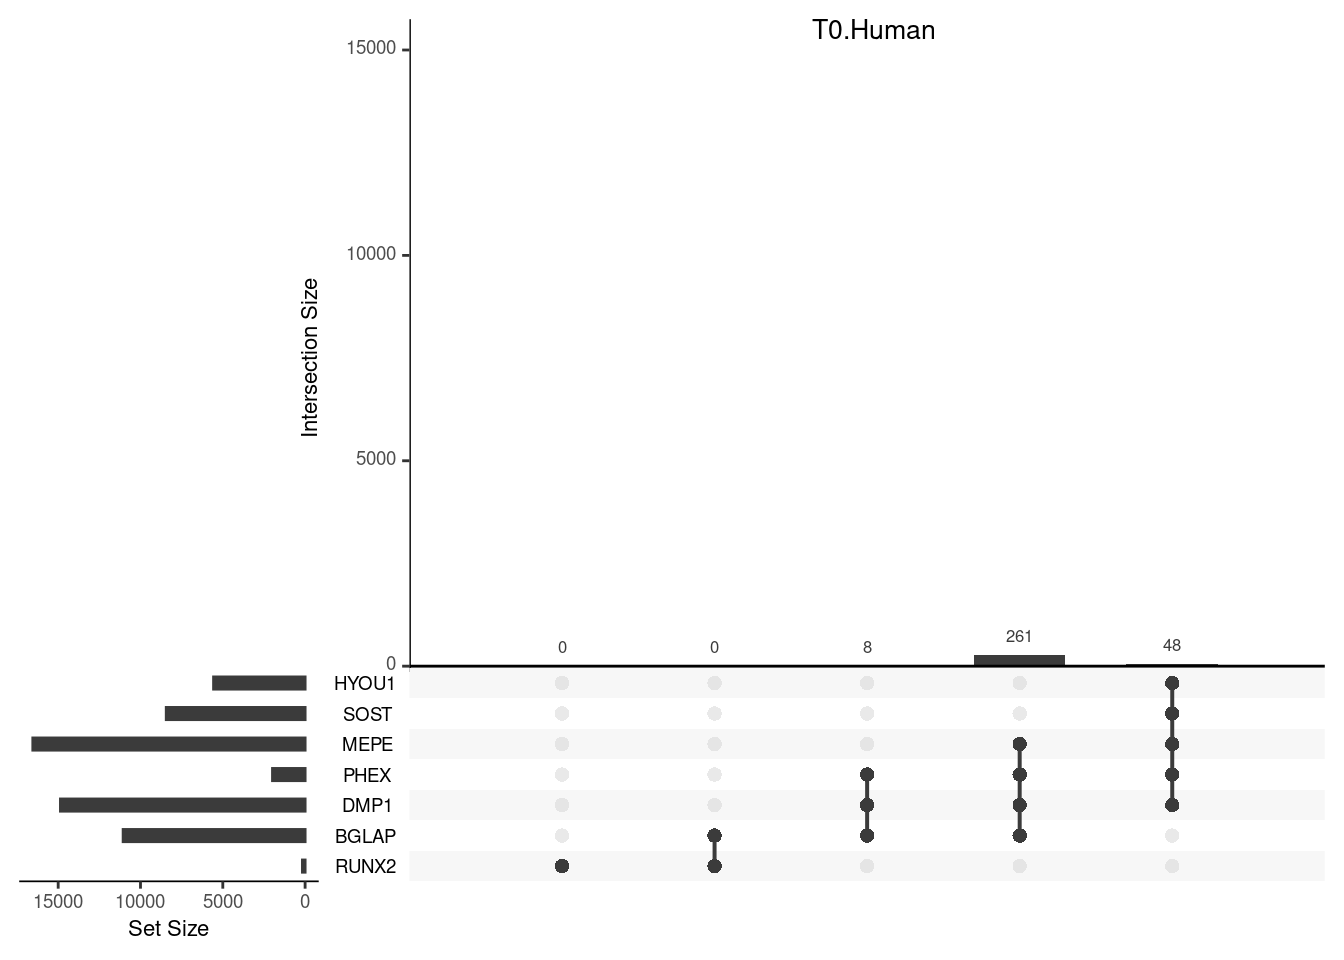 T0.Human
15000
10000
5000
0
Intersection Size
0
0
8
261
48
HYOU1
SOST
MEPE
PHEX
DMP1
BGLAP
RUNX2
15000 10000 5000 0
Set Size